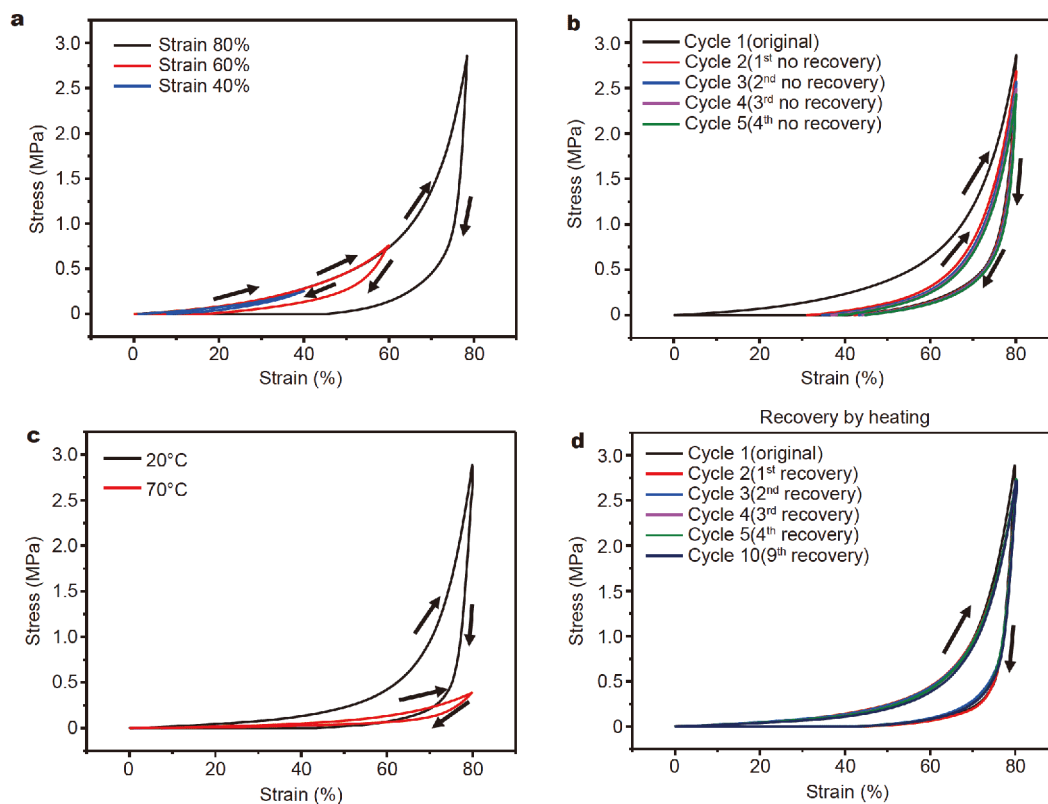 a
Strain 80%
Strain 60%
Strain 40%
3.0
2.5
2.0
1.5
1.0
0.5
0
Stress (MPa)
0 20 40 60 80
Strain (%)
b
Cycle 1(original)
Cycle 2(1st no recovery)
Cycle 3(2nd no recovery)
Cycle 4(3rd no recovery)
Cycle 5(4th no recovery)
3.0
2.5
2.0
1.5
1.0
0.5
0
Stress (MPa)
0 20 40 60 80
Strain (%)
c
20°C
70°C
3.0
2.5
2.0
1.5
1.0
0.5
0
Stress (MPa)
0 20 40 60 80
Strain (%)
Recovery by heating
d
Cycle 1(original)
Cycle 2(1st recovery)
Cycle 3(2nd recovery)
Cycle 4(3rd recovery)
Cycle 5(4th recovery)
Cycle 10(9th recovery)
3.0
2.5
2.0
1.5
1.0
0.5
0
Stress (MPa)
0 20 40 60 80
Strain (%)